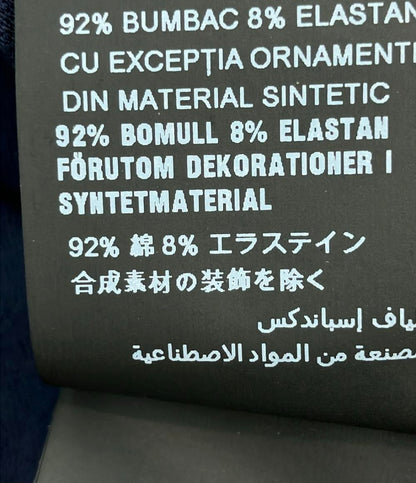 92% BUMBAC 8% ELASTAN
CU EXCEPȚIA ORNAMENT
DIN MATERIAL SINTETIC
92% BOMULL 8% ELASTAN
FÖRUTOM DEKORATIONER I
SYNTETMATERIAL
92% 綿 8% エラステイン
合成素材の装飾を除く
إسباندكس
من المواد الاصطناعية